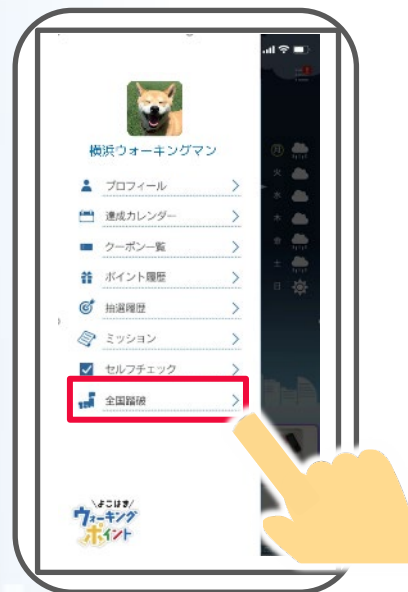 横浜ウォーキングマン
プロフィール
達成カレンダー
クーポン一覧
ポイント履歴
抽選履歴
ミッション
セルフチェック
全国踏破
月
火
水
木
金
土
日
よこはま
ウォーキング
ポイント